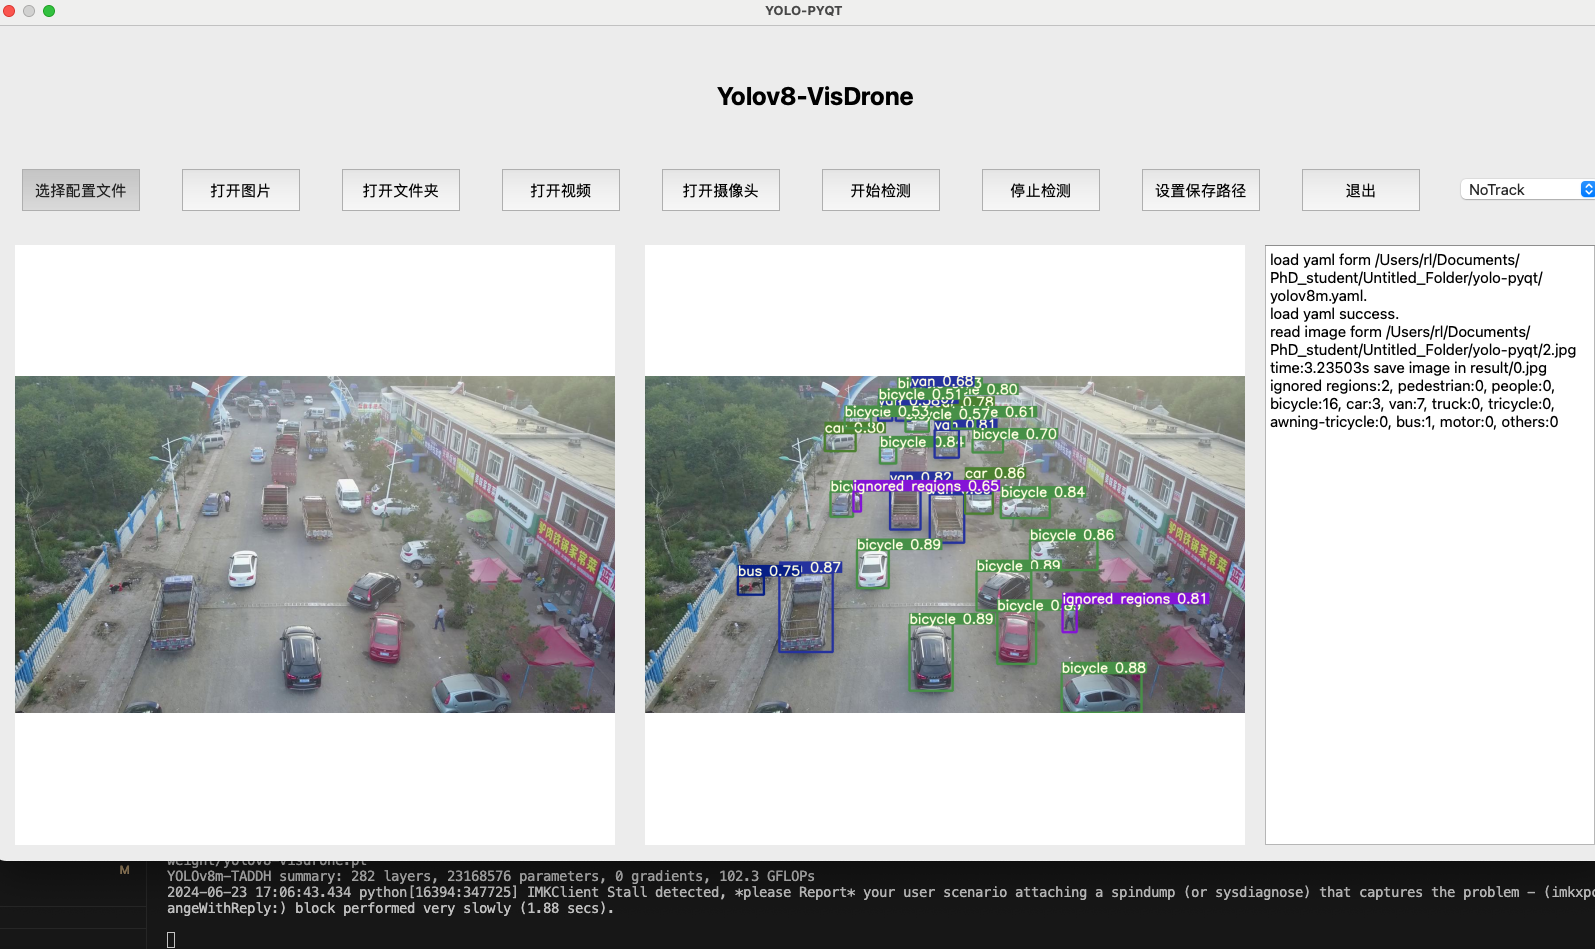 YOLO-PYQT
Yolov8-VisDrone
选择配置文件
打开图片
打开文件夹
打开视频
打开摄像头
开始检测
停止检测
设置保存路径
退出
NoTrack
驴肉铁锅家常菜
van 0.68
3
0.80
bicycle 0.51
0.78
bicycle 0.53
0.57
0.61
car 0.80
van 0.81
bicycle 0.84
bicycle 0.70
van 0.82
car 0.86
ignored regions 0.65
bicycle 0.84
bicycle 0.86
bicycle 0.89
bus 0.75
0.87
bicycle 0.89
bicycle
ignored regions 0.81
bicycle 0.89
bicycle 0.88
load yaml form /Users/rl/Documents/
PhD_student/Untitled_Folder/yolo-pyqt/
yolov8m.yaml.
load yaml success.
read image form /Users/rl/Documents/
PhD_student/Untitled_Folder/yolo-pyqt/2.jpg
time:3.23503s save image in result/0.jpg
ignored regions:2, pedestrian:0, people:0,
bicycle:16, car:3, van:7, truck:0, tricycle:0,
awning-tricycle:0, bus:1, motor:0, others:0
M
weight/yolov8-visdrone.pt
YOLOv8m-TADDH summary: 282 layers, 23168576 parameters, 0 gradients, 102.3 GFLOPs
2024-06-23 17:06:43.434 python[16394:347725] IMKClient Stall detected, *please Report* your user scenario attaching a spindump (or sysdiagnose) that captures the problem - (imkxpc
angeWithReply:) block performed very slowly (1.88 secs).